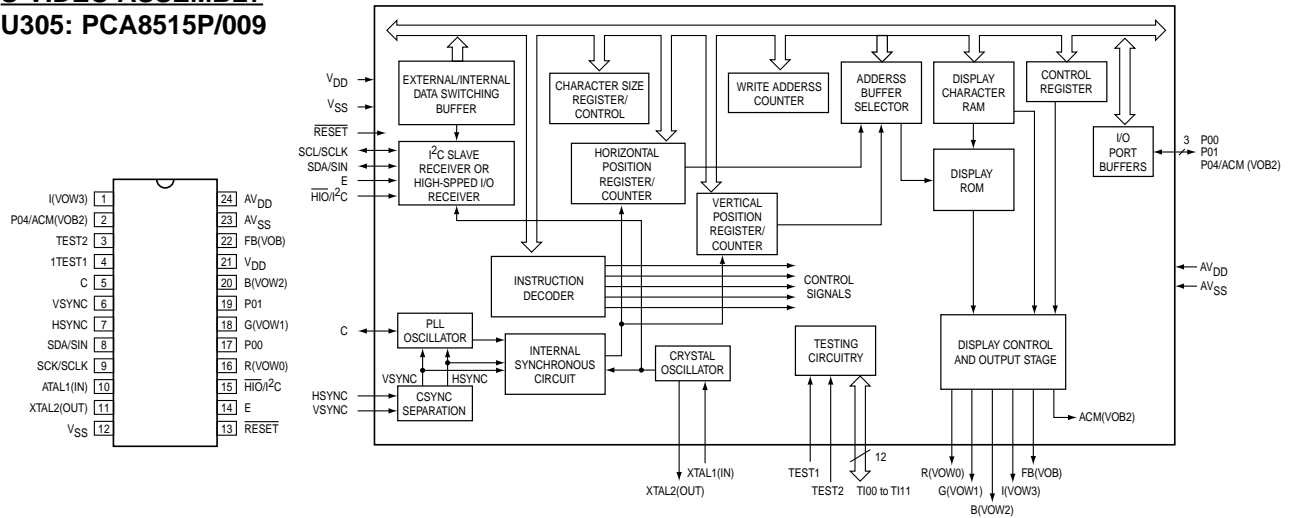 U305: PCA8515P/009
I(VOW3) 1
P04/ACM(VOB2) 2
TEST2 3
1TEST1 4
C 5
VSYNC 6
HSYNC 7
SDA/SIN 8
SCK/SCLK 9
ATAL1(IN) 10
XTAL2(OUT) 11
VSS 12
24 AVDD
23 AVSS
22 FB(VOB)
21 VDD
20 B(VOW2)
19 P01
18 G(VOW1)
17 P00
16 R(VOW0)
15 HIO/I2C
14 E
13 RESET
VDD
VSS
RESET
SCL/SCLK
SDA/SIN
E
HIO/I2C
C
HSYNC
VSYNC
EXTERNAL/INTERNAL
DATA SWITCHING
BUFFER
I2C SLAVE
RECEIVER OR
HIGH-SPPED I/O
RECEIVER
CHARACTER SIZE
REGISTER/
CONTROL
HORIZONTAL
POSITION
REGISTER/
COUNTER
WRITE ADDERSS
COUNTER
VERTICAL
POSITION
REGISTER/
COUNTER
ADDERSS
BUFFER
SELECTOR
DISPLAY
CHARACTER
RAM
DISPLAY
ROM
CONTROL
REGISTER
I/O
PORT
BUFFERS
3 P00
P01
P04/ACM (VOB2)
AVDD
AVSS
INSTRUCTION
DECODER
CONTROL
SIGNALS
PLL
OSCILLATOR
VSYNC
HSYNC
CSYNC
SEPARATION
INTERNAL
SYNCHRONOUS
CIRCUIT
CRYSTAL
OSCILLATOR
TESTING
CIRCUITRY
DISPLAY CONTROL
AND OUTPUT STAGE
ACM(VOB2)
XTAL1(IN)
XTAL2(OUT)
TEST1
TEST2
12
TI00 to TI11
R(VOW0)
G(VOW1)
B(VOW2)
I(VOW3)
FB(VOB)